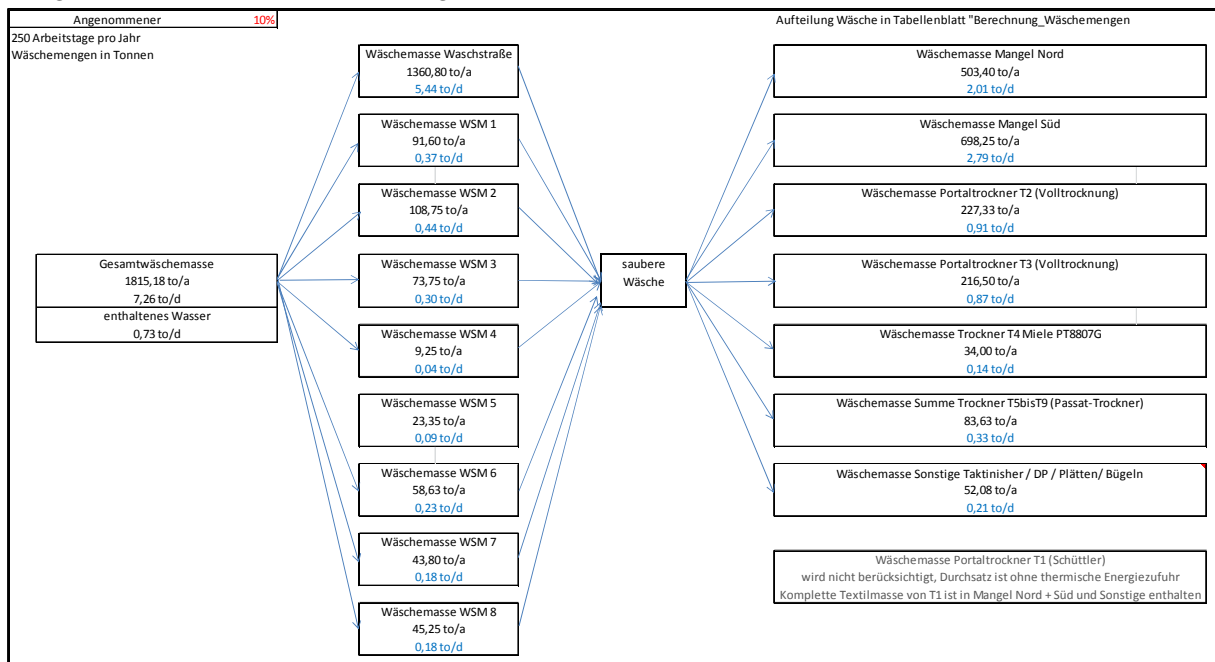 Angenommener 10%
250 Arbeitstage pro Jahr
Wäschemengen in Tonnen
Aufteilung Wäsche in Tabellenblatt "Berechnung_Wäschemengen
Gesamtwäschemasse
1815,18 to/a
7,26 to/d
enthaltenes Wasser
0,73 to/d
Wäschemasse Waschstraße
1360,80 to/a
5,44 to/d
Wäschemasse WSM 1
91,60 to/a
0,37 to/d
Wäschemasse WSM 2
108,75 to/a
0,44 to/d
Wäschemasse WSM 3
73,75 to/a
0,30 to/d
Wäschemasse WSM 4
9,25 to/a
0,04 to/d
Wäschemasse WSM 5
23,35 to/a
0,09 to/d
Wäschemasse WSM 6
58,63 to/a
0,23 to/d
Wäschemasse WSM 7
43,80 to/a
0,18 to/d
Wäschemasse WSM 8
45,25 to/a
0,18 to/d
saubere
Wäsche
Wäschemasse Mangel Nord
503,40 to/a
2,01 to/d
Wäschemasse Mangel Süd
698,25 to/a
2,79 to/d
Wäschemasse Portaltrockner T2 (Volltrocknung)
227,33 to/a
0,91 to/d
Wäschemasse Portaltrockner T3 (Volltrocknung)
216,50 to/a
0,87 to/d
Wäschemasse Trockner T4 Miele PT8807G
34,00 to/a
0,14 to/d
Wäschemasse Summe Trockner T5bisT9 (Passat-Trockner)
83,63 to/a
0,33 to/d
Wäschemasse Sonstige Taktinisher / DP / Plätten/ Bügeln
52,08 to/a
0,21 to/d
Wäschemasse Portaltrockner T1 (Schüttler)
wird nicht berücksichtigt, Durchsatz ist ohne thermische Energiezufuhr
Komplette Textilmasse von T1 ist in Mangel Nord + Süd und Sonstige enthalten